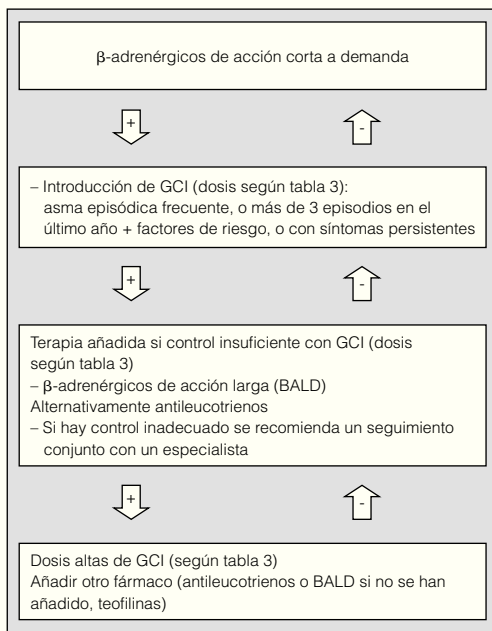 β-adrenérgicos de acción corta a demanda
+ -
– Introducción de GCI (dosis según tabla 3):
asma episódica frecuente, o más de 3 episodios en el
último año + factores de riesgo, o con síntomas persistentes
+ -
Terapia añadida si control insuficiente con GCI (dosis
según tabla 3)
– β-adrenérgicos de acción larga (BALD)
Alternativamente antileucotrienos
– Si hay control inadecuado se recomienda un seguimiento
conjunto con un especialista
+ -
Dosis altas de GCI (según tabla 3)
Añadir otro fármaco (antileucotrienos o BALD si no se han
añadido, teofilinas)